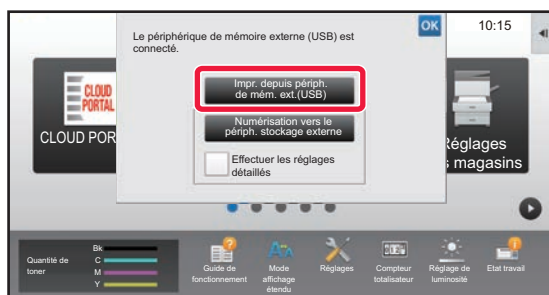 Le périphérique de mémoire externe (USB) est
connecté.
OK
10:15
Impr. depuis périph.
de mém. ext.(USB)
Numérisation vers le
périph. stockage externe
Effectuer les réglages
détaillés
CLOUD
PORTAL
CLOUD POR
Réglages
magasins
Quantité de
toner
Bk
C
M
Y
Guide de
fonctionnement
Mode
affichage
étendu
Réglages
Compteur
totalisateur
Réglage de
luminosité
Etat travail